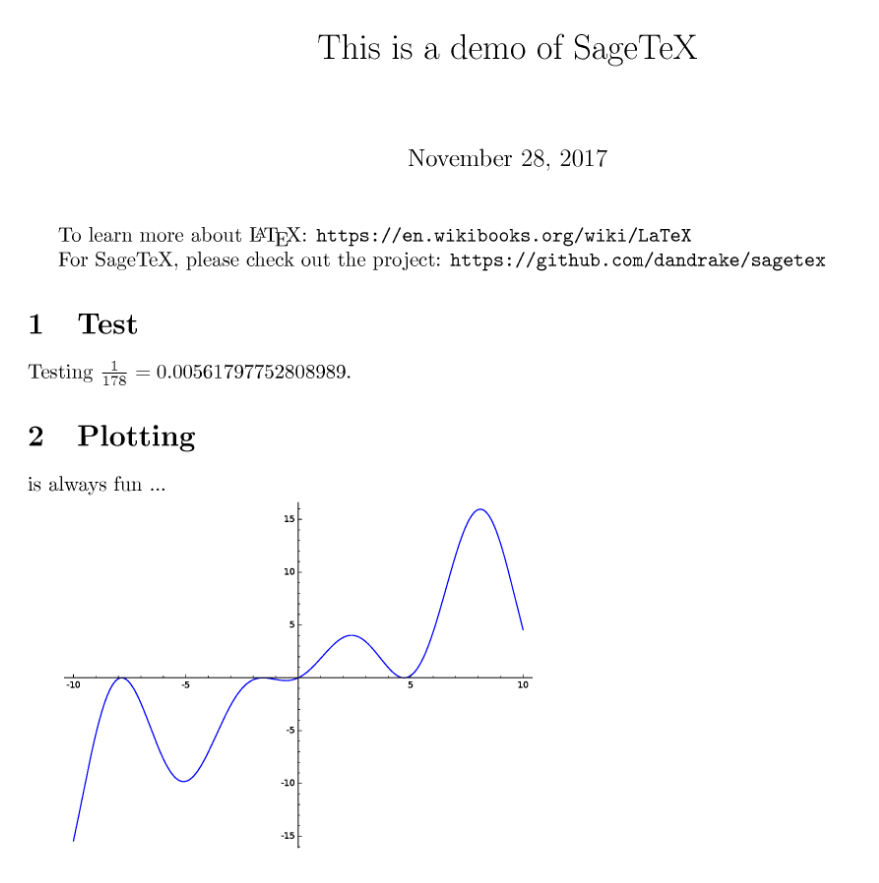 This is a demo of SageTeX
November 28, 2017
To learn more about LATEX: https://en.wikibooks.org/wiki/LaTeX
For SageTeX, please check out the project: https://github.com/dandrake/sagetex
1 Test
Testing 1/178 = 0.00561797752808989.
2 Plotting
is always fun ...
15
10
5
-10 -5 5 10
-5
-10
-15